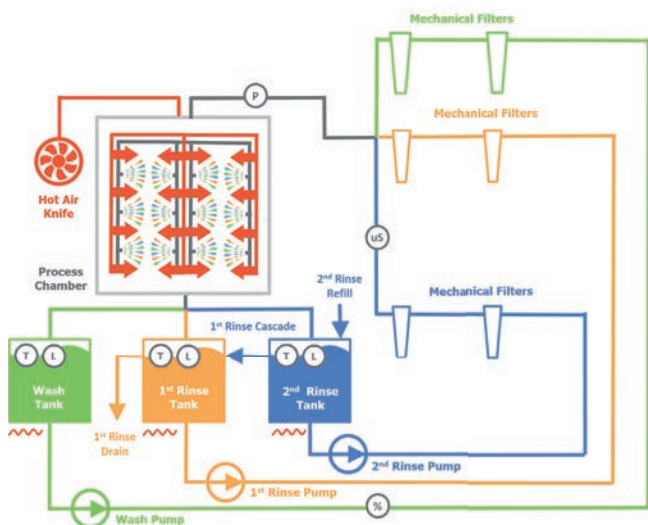 Mechanical Filters
P
Mechanical Filters
Hot Air
Knife
uS
Process
Chamber
2nd Rinse
Refill
Mechanical Filters
1st Rinse Cascade
T L
T L
T L
Wash
Tank
1st Rinse
Tank
2nd Rinse
Tank
1st Rinse
Drain
2nd Rinse Pump
1st Rinse Pump
Wash Pump
%